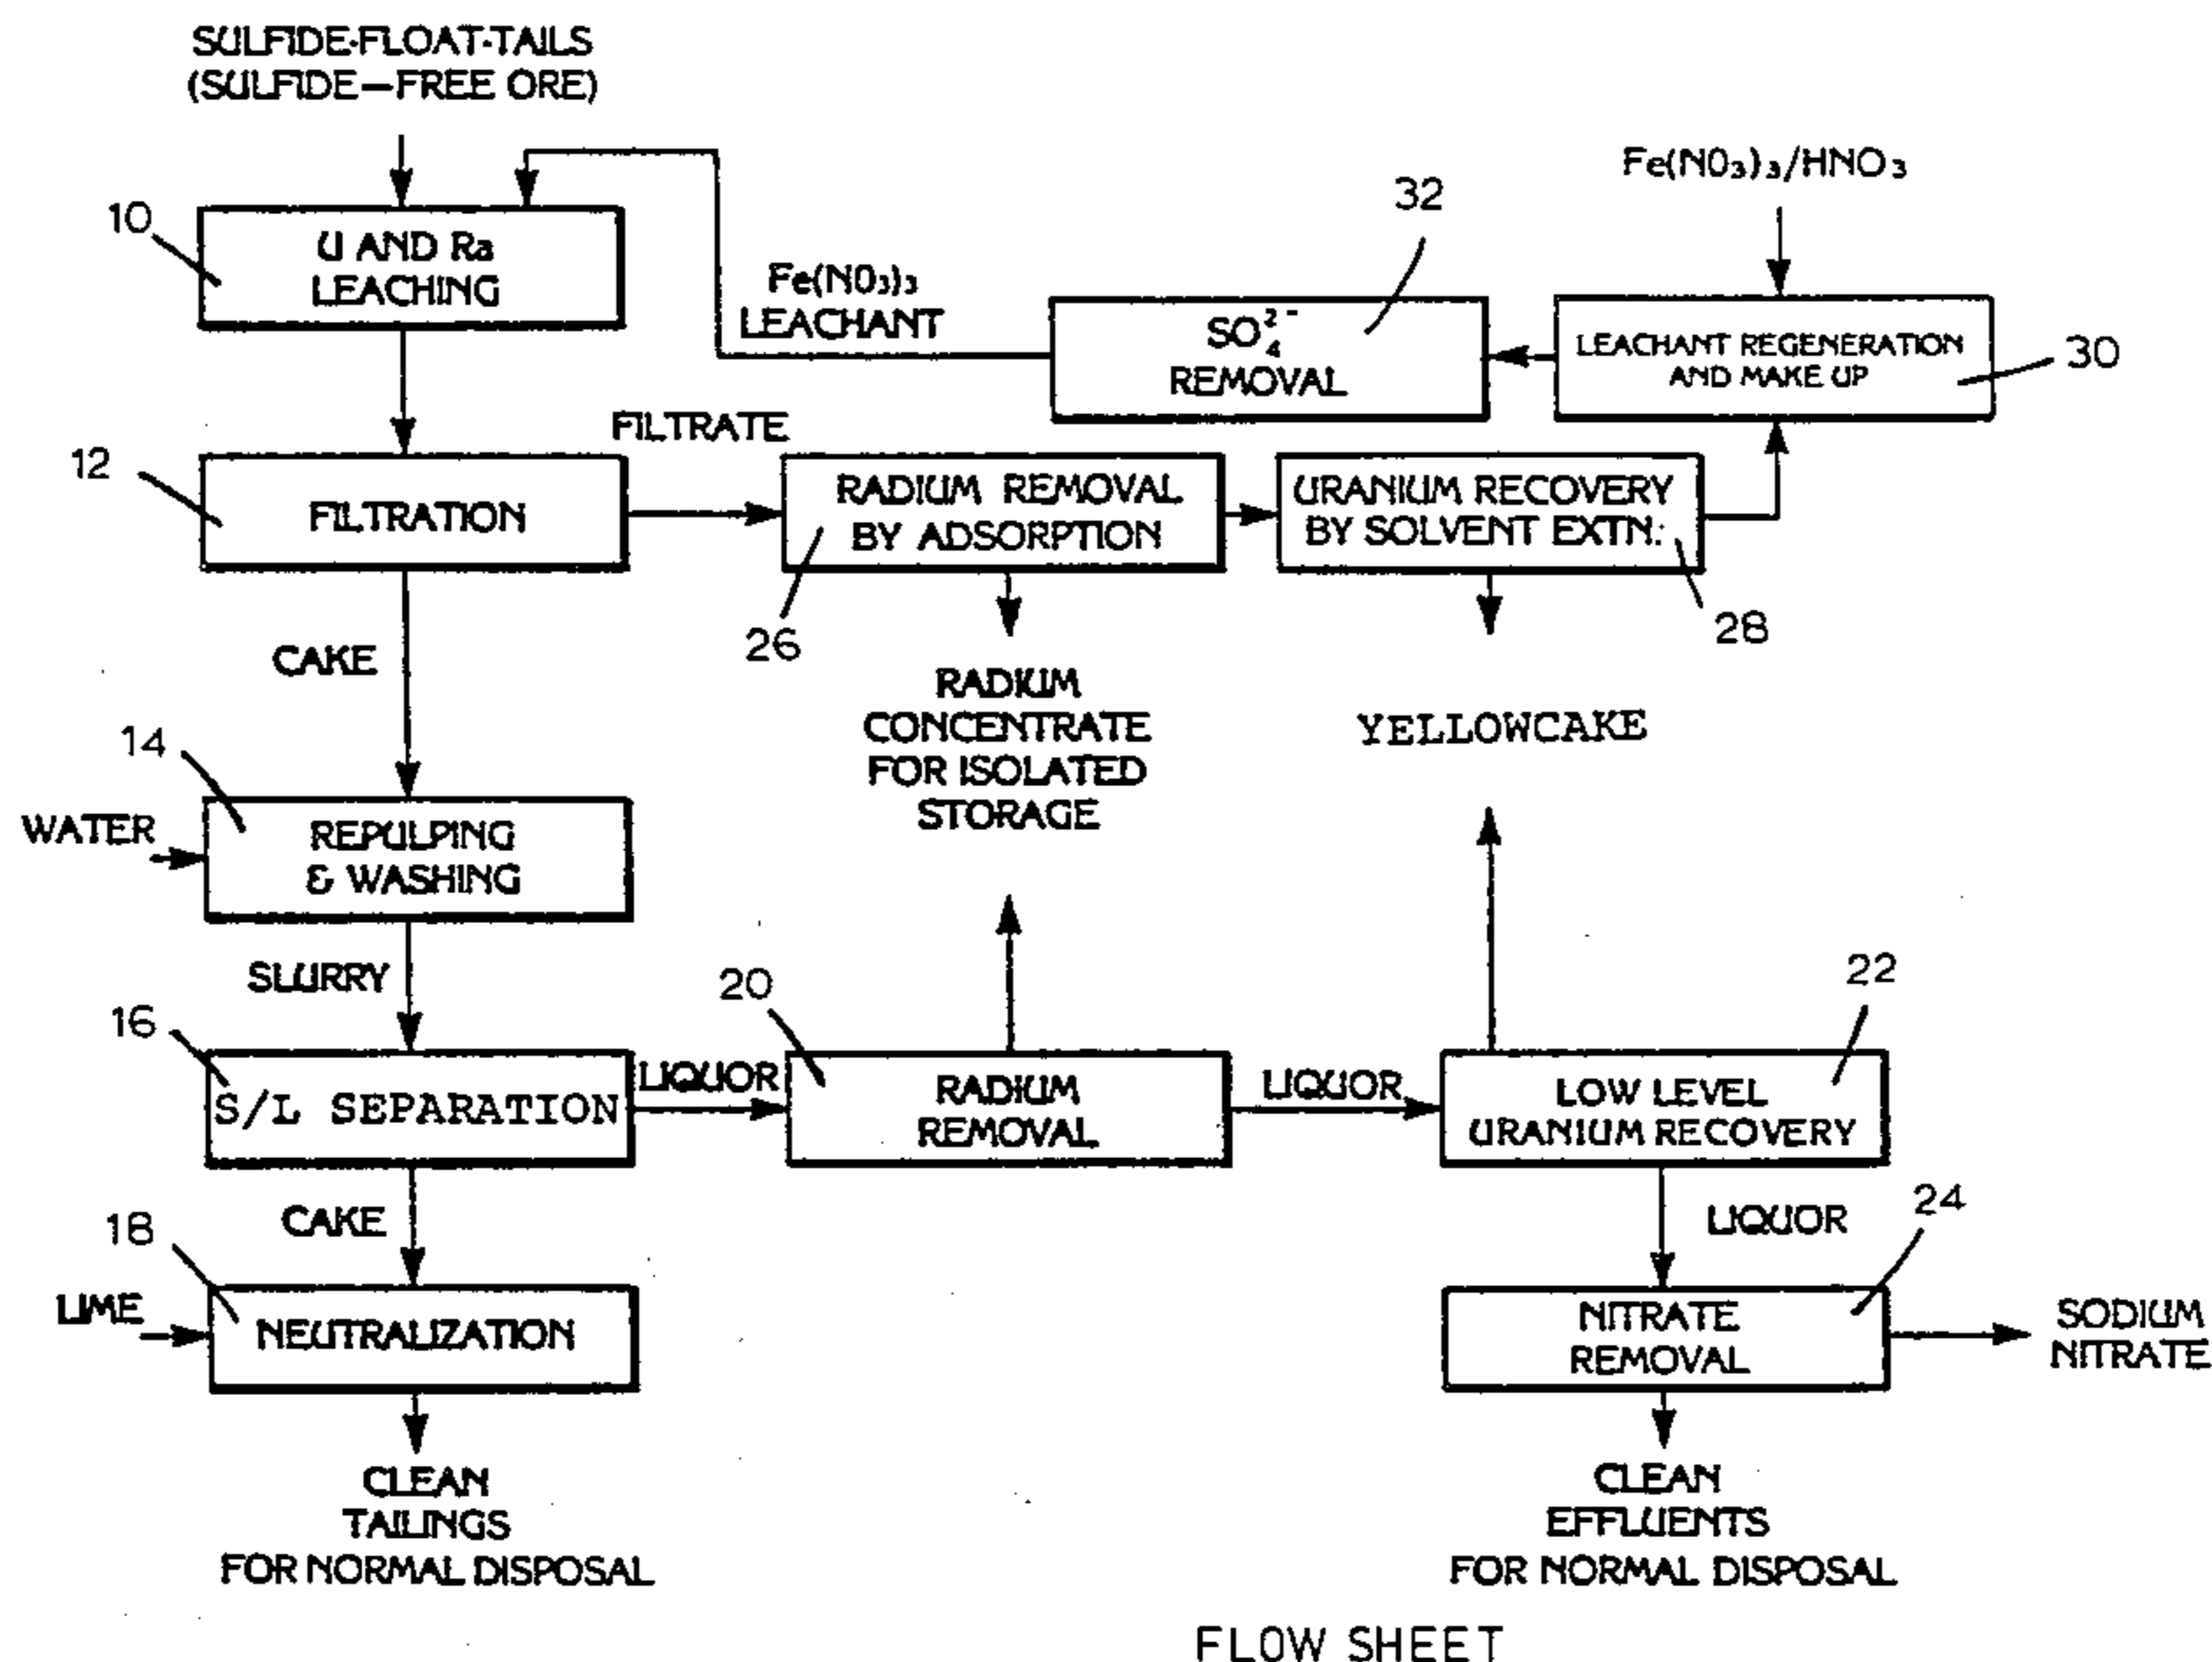 SULFIDE-FLOAT-TAILS
(SULFIDE—FREE ORE)
10
U AND Ra
LEACHING
Fe(NO₃)₃
LEACHANT
32
SO₄²⁻
REMOVAL
Fe(NO₃)₃/HNO₃
LEACHANT REGENERATION
AND MAKE UP
30
12
FILTRATION
FILTRATE
RADIUM REMOVAL
BY ADSORPTION
26
URANIUM RECOVERY
BY SOLVENT EXTN.:
28
CAKE
RADIUM
CONCENTRATE
FOR ISOLATED
STORAGE
YELLOWCAKE
14
WATER
REPULPING
& WASHING
SLURRY
16
S/L SEPARATION
LIQUOR
20
RADIUM
REMOVAL
LIQUOR
22
LOW LEVEL
URANIUM RECOVERY
CAKE
LIQUOR
18
LIME
NEUTRALIZATION
24
NITRATE
REMOVAL
SODIUM
NITRATE
CLEAN
TAILINGS
FOR NORMAL DISPOSAL
CLEAN
EFFLUENTS
FOR NORMAL DISPOSAL
FLOW SHEET